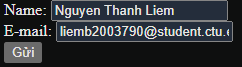 Name: Nguyen Thanh Liem
E-mail: liemb2003790@student.ctu.
Gửi